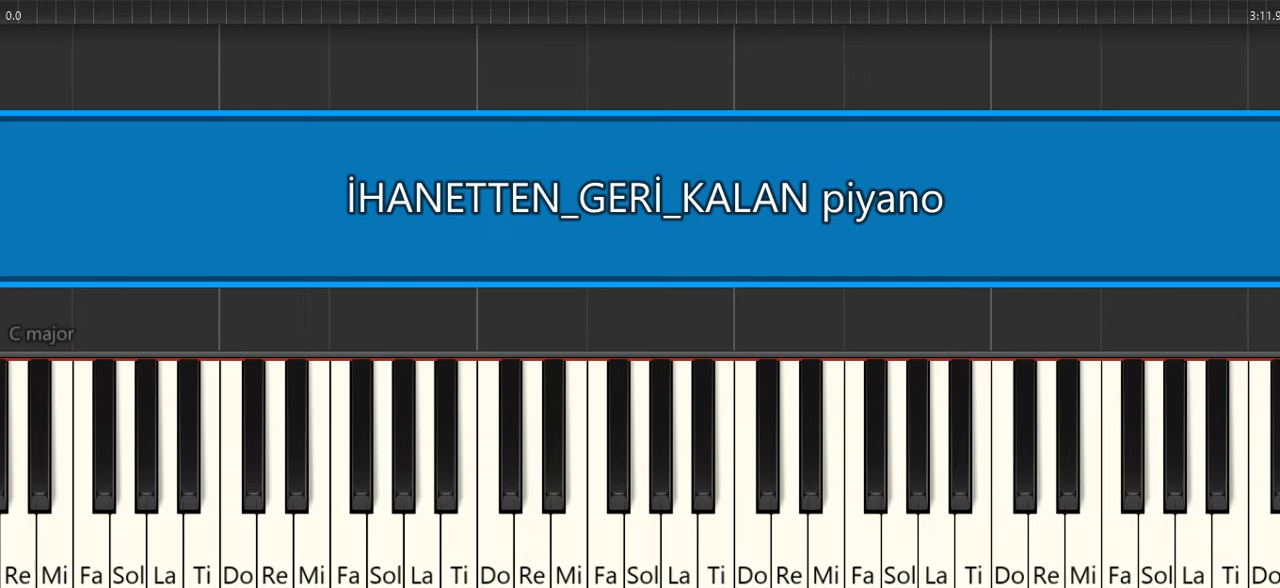 0.0 3:11.9
İHANETTEN_GERİ_KALAN piyano
C major
Re Mi Fa Sol La Ti Do Re Mi Fa Sol La Ti Do Re Mi Fa Sol La Ti Do Re Mi Fa Sol La Ti Do Re Mi Fa Sol La Ti Do